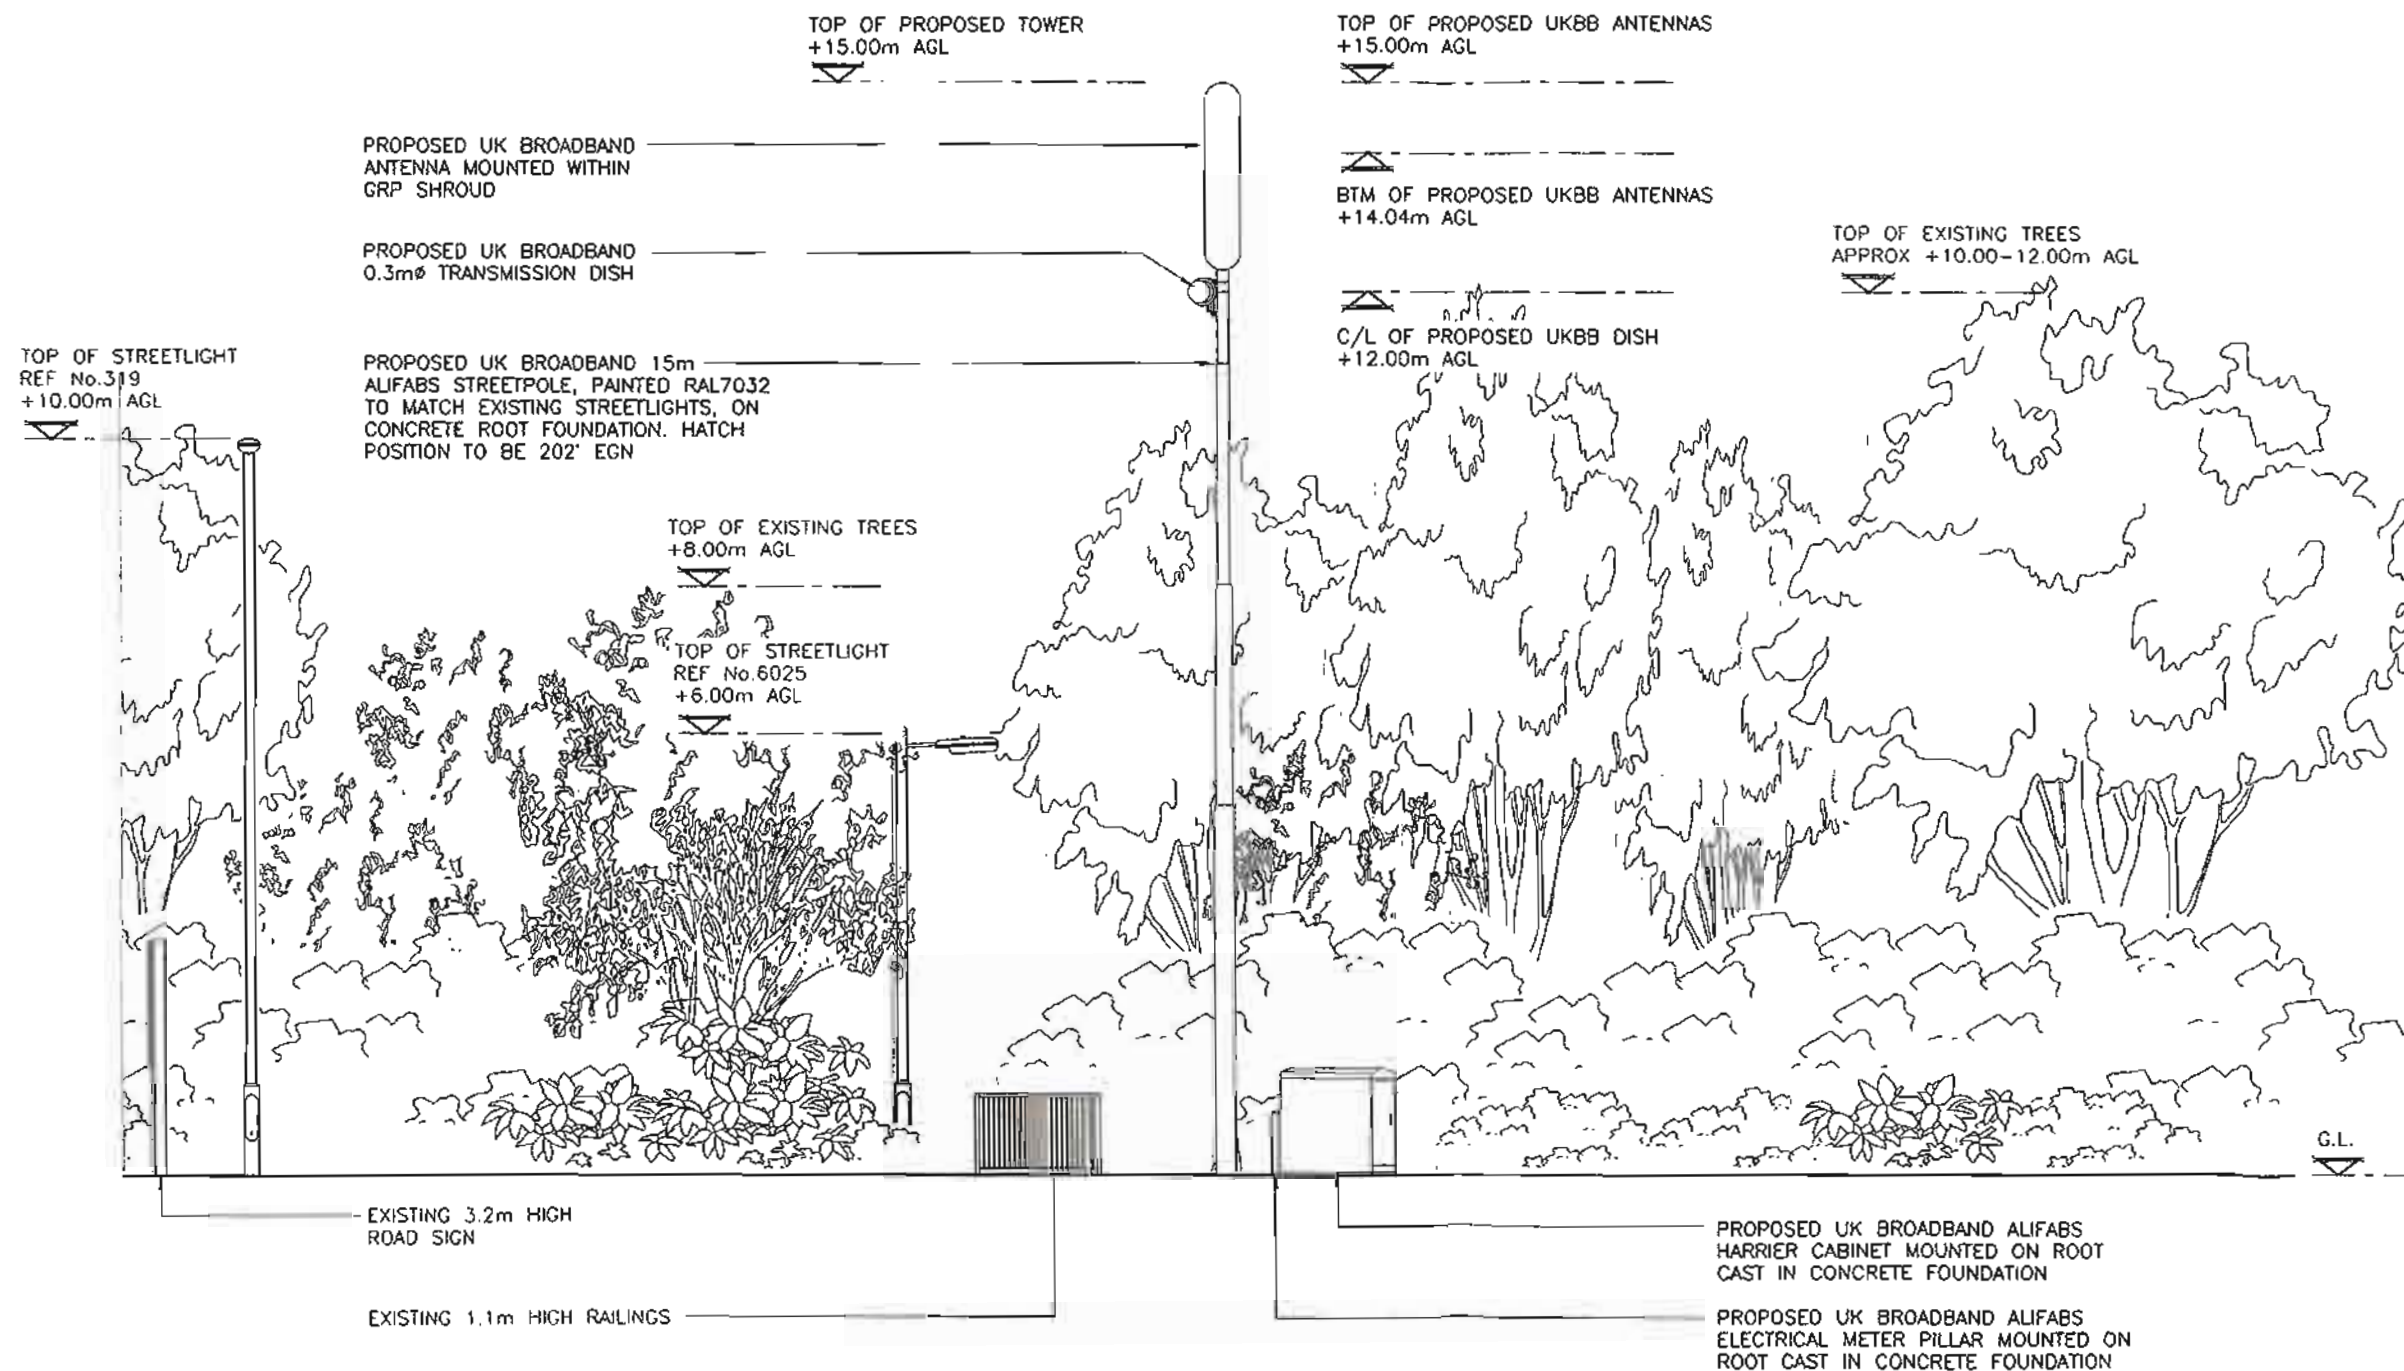 TOP OF PROPOSED TOWER
+15.00m AGL
TOP OF PROPOSED UKBB ANTENNAS
+15.00m AGL
PROPOSED UK BROADBAND
ANTENNA MOUNTED WITHIN
GRP SHROUD
BTM OF PROPOSED UKBB ANTENNAS
+14.04m AGL
PROPOSED UK BROADBAND
0.3mø TRANSMISSION DISH
TOP OF EXISTING TREES
APPROX +10.00-12.00m AGL
C/L OF PROPOSED UKBB DISH
+12.00m AGL
TOP OF STREETLIGHT
REF No.319
+10.00m AGL
PROPOSED UK BROADBAND 15m
ALIFABS STREETPOLE, PAINTED RAL7032
TO MATCH EXISTING STREETLIGHTS, ON
CONCRETE ROOT FOUNDATION. HATCH
POSITION TO BE 202° EGN
TOP OF EXISTING TREES
+8.00m AGL
TOP OF STREETLIGHT
REF No.6025
+6.00m AGL
G.L.
EXISTING 3.2m HIGH
ROAD SIGN
EXISTING 1.1m HIGH RAILINGS
PROPOSED UK BROADBAND ALIFABS
HARRIER CABINET MOUNTED ON ROOT
CAST IN CONCRETE FOUNDATION
PROPOSED UK BROADBAND ALIFABS
ELECTRICAL METER PILLAR MOUNTED ON
ROOT CAST IN CONCRETE FOUNDATION